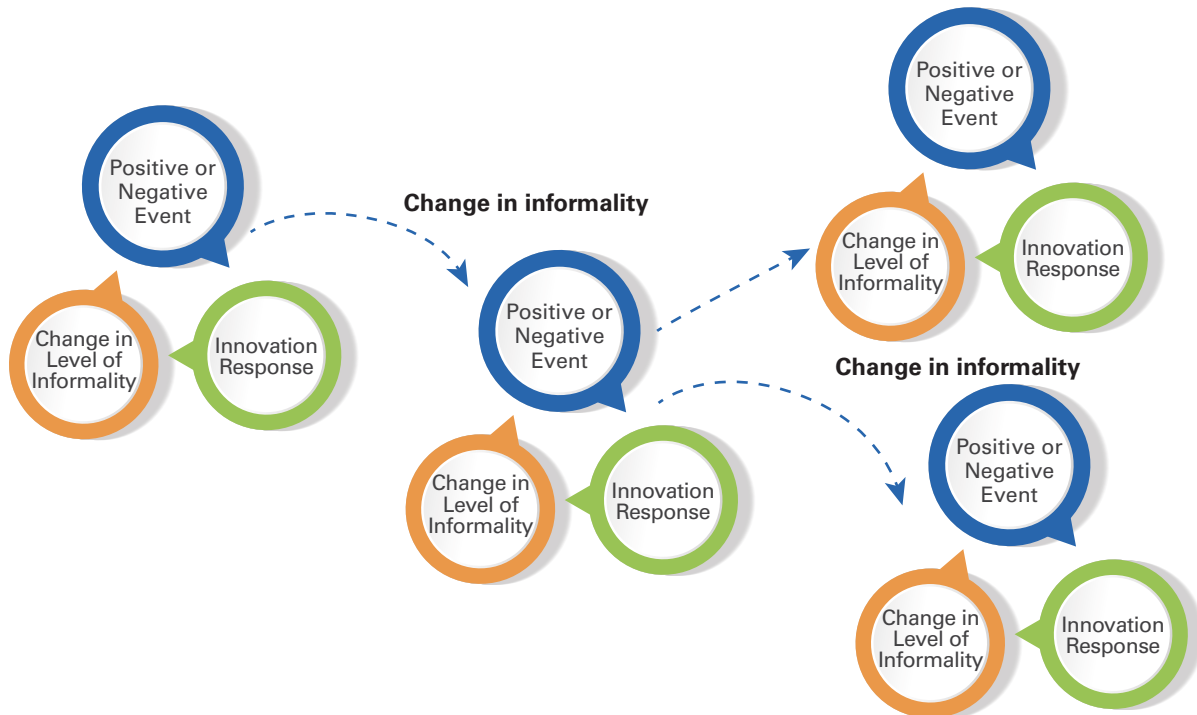 Positive or
Negative
Event
Change in
Level of
Informality
Innovation
Response
Change in informality
Positive or
Negative
Event
Change in
Level of
Informality
Innovation
Response
Positive or
Negative
Event
Change in
Level of
Informality
Innovation
Response
Change in informality
Positive or
Negative
Event
Change in
Level of
Informality
Innovation
Response